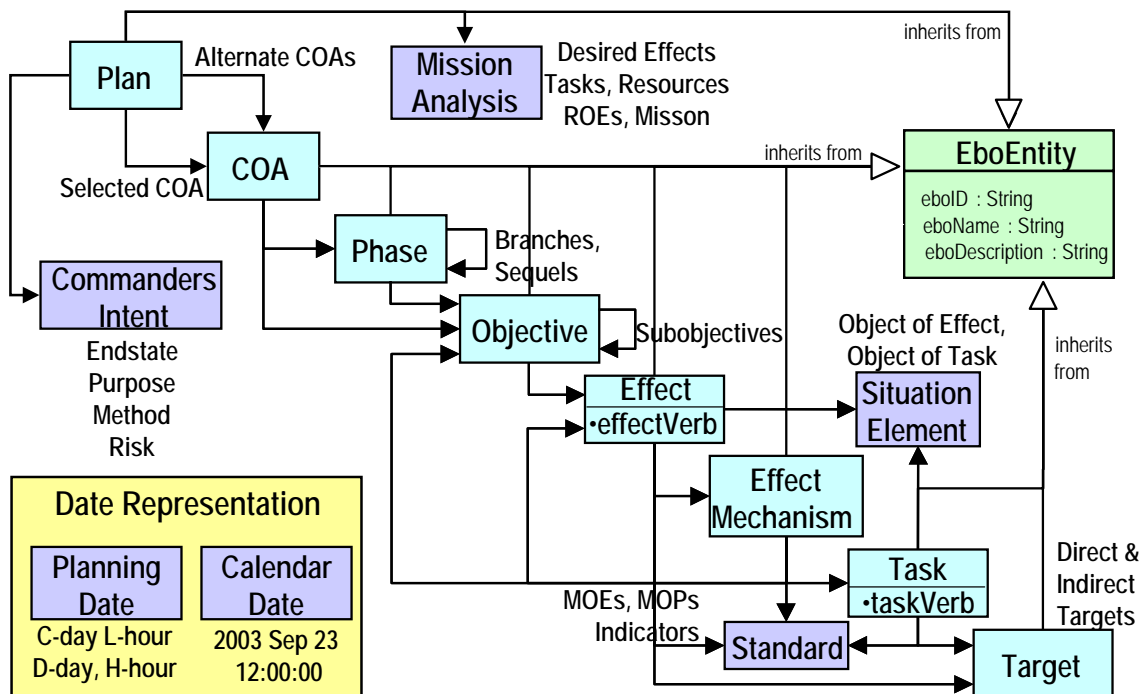 Plan
Alternate COAs
Mission
Analysis
Desired Effects
Tasks, Resources
ROEs, Misson
inherits from
COA
Selected COA
inherits from
EboEntity
eboID : String
eboName : String
eboDescription : String
Phase
Branches,
Sequels
Commanders
Intent
Endstate
Purpose
Method
Risk
Objective
Subobjectives
Object of Effect,
Object of Task
inherits
from
Effect
•effectVerb
Situation
Element
Effect
Mechanism
Date Representation
Planning
Date
C-day L-hour
D-day, H-hour
Calendar
Date
2003 Sep 23
12:00:00
Task
•taskVerb
Direct &
Indirect
Targets
MOEs, MOPs
Indicators
Standard
Target